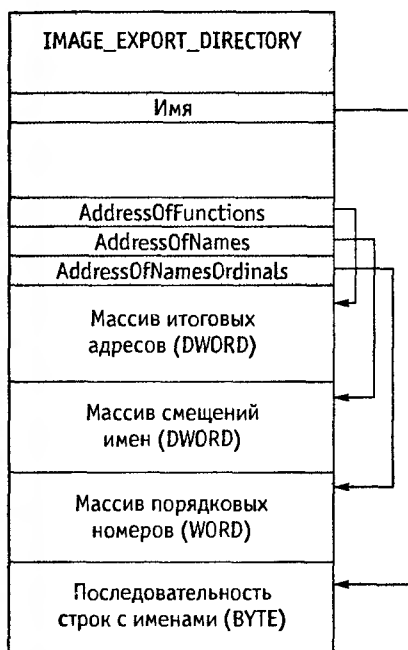 IMAGE_EXPORT_DIRECTORY
Имя
AddressOfFunctions
AddressOfNames
AddressOfNamesOrdinals
Массив итоговых
адресов (DWORD)
Массив смещений
имен (DWORD)
Массив порядковых
номеров (WORD)
Последовательность
строк с именами (BYTE)